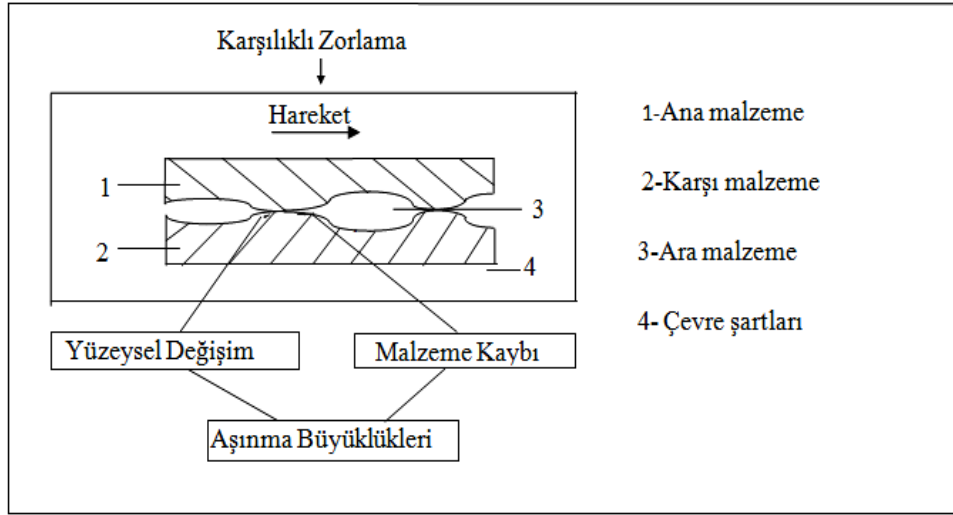 Karşılıklı Zorlama
Hareket
1
2
3
4
Yüzeysel Değişim
Malzeme Kaybı
Aşınma Büyüklükleri
1-Ana malzeme
2-Karşı malzeme
3-Ara malzeme
4- Çevre şartları